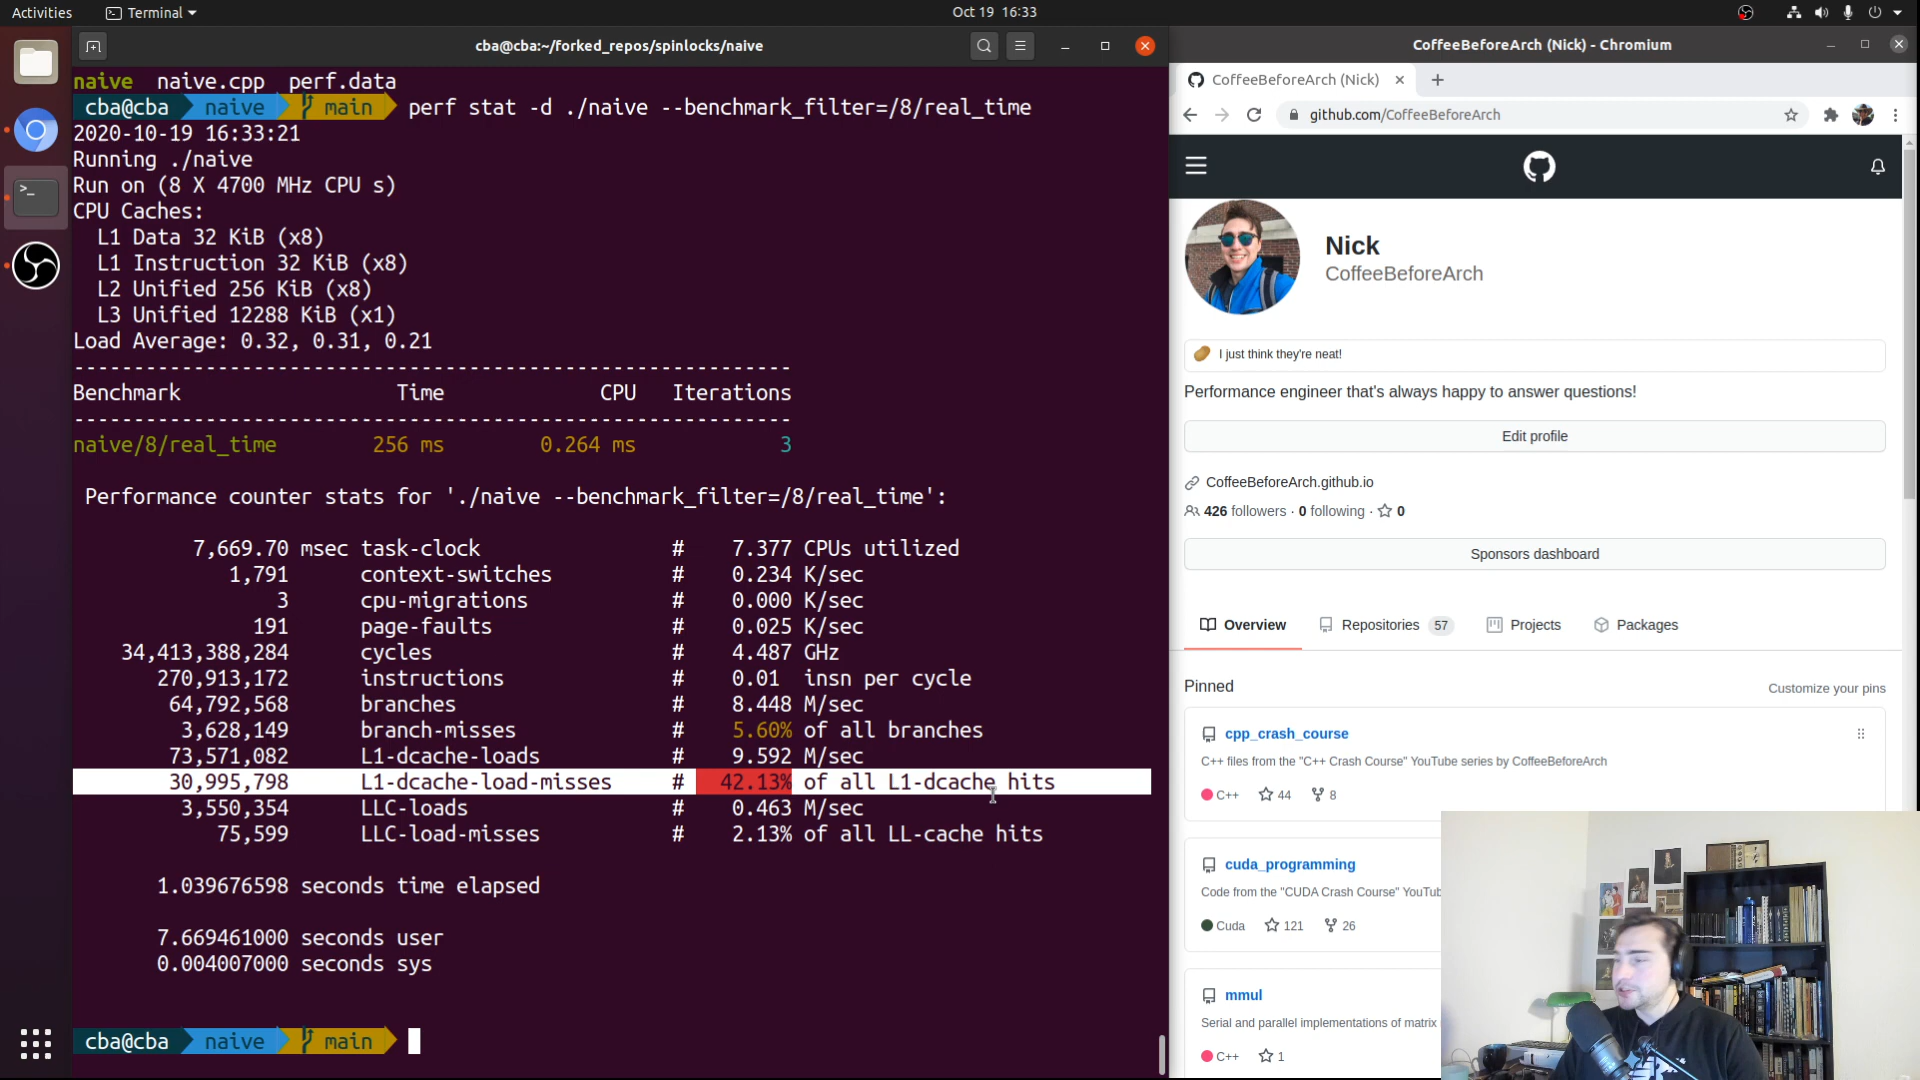 Activities
Terminal
Oct 19 16:33
cba@cba:~/forked_repos/spinlocks/naive
naive naive.cpp perf.data
cba@cba naive main perf stat -d ./naive --benchmark_filter=/8/real_time
2020-10-19 16:33:21
Running ./naive
Run on (8 X 4700 MHz CPU s)
CPU Caches:
L1 Data 32 KiB (x8)
L1 Instruction 32 KiB (x8)
L2 Unified 256 KiB (x8)
L3 Unified 12288 KiB (x1)
Load Average: 0.32, 0.31, 0.21
------------------------------------------------------------
Benchmark Time CPU Iterations
------------------------------------------------------------
naive/8/real_time 256 ms 0.264 ms 3
Performance counter stats for './naive --benchmark_filter=/8/real_time':
7,669.70 msec task-clock # 7.377 CPUs utilized
1,791 context-switches # 0.234 K/sec
3 cpu-migrations # 0.000 K/sec
191 page-faults # 0.025 K/sec
34,413,388,284 cycles # 4.487 GHz
270,913,172 instructions # 0.01 insn per cycle
64,792,568 branches # 8.448 M/sec
3,628,149 branch-misses # 5.60% of all branches
73,571,082 L1-dcache-loads # 9.592 M/sec
30,995,798 L1-dcache-load-misses # 42.13% of all L1-dcache hits
3,550,354 LLC-loads # 0.463 M/sec
75,599 LLC-load-misses # 2.13% of all LL-cache hits
1.039676598 seconds time elapsed
7.669461000 seconds user
0.004007000 seconds sys
cba@cba naive main
CoffeeBeforeArch (Nick) - Chromium
CoffeeBeforeArch (Nick)
github.com/CoffeeBeforeArch
Nick
CoffeeBeforeArch
I just think they're neat!
Performance engineer that's always happy to answer questions!
Edit profile
CoffeeBeforeArch.github.io
426 followers · 0 following · 0
Sponsors dashboard
Overview Repositories 57 Projects Packages
Pinned Customize your pins
cpp_crash_course
C++ files from the "C++ Crash Course" YouTube series by CoffeeBeforeArch
C++ 44 8
cuda_programming
Code from the "CUDA Crash Course" YouTub
Cuda 121 26
mmul
Serial and parallel implementations of matrix
C++ 1